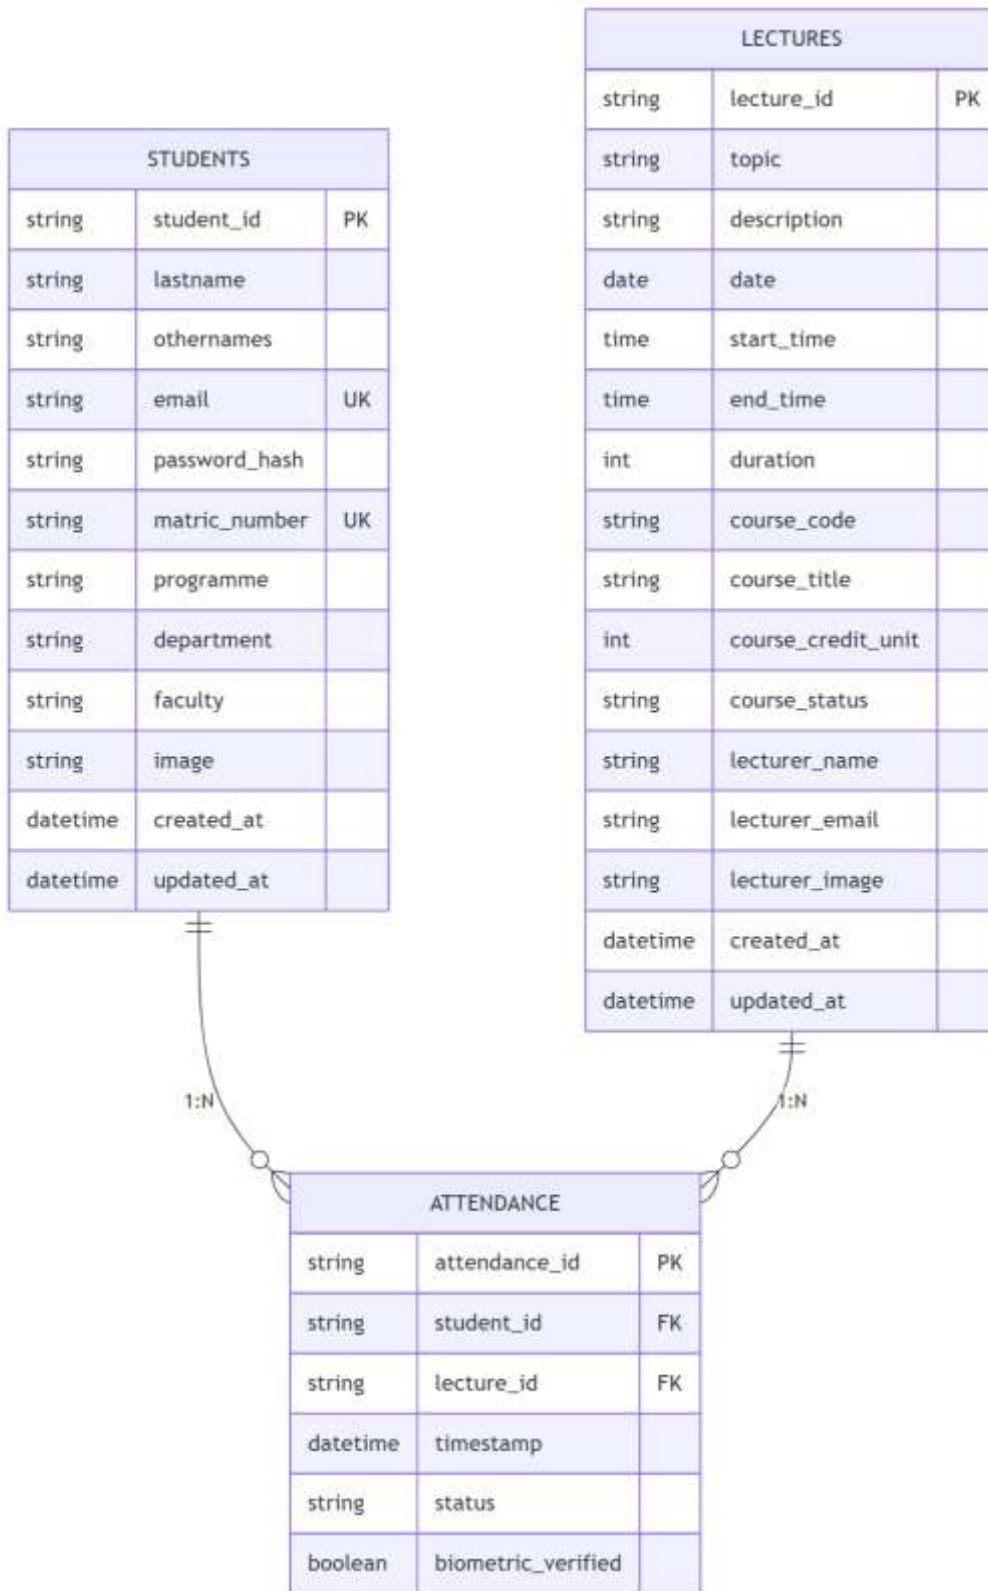 STUDENTS
string student_id PK
string lastname
string othernames
string email UK
string password_hash
string matric_number UK
string programme
string department
string faculty
string image
datetime created_at
datetime updated_at
LECTURES
string lecture_id PK
string topic
string description
date date
time start_time
time end_time
int duration
string course_code
string course_title
int course_credit_unit
string course_status
string lecturer_name
string lecturer_email
string lecturer_image
datetime created_at
datetime updated_at
1:N
1:N
ATTENDANCE
string attendance_id PK
string student_id FK
string lecture_id FK
datetime timestamp
string status
boolean biometric_verified